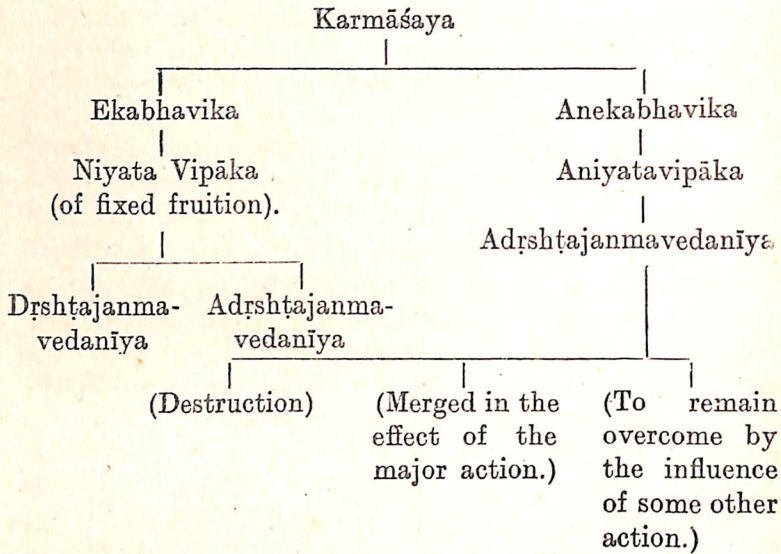 Karmāśaya
Ekabhavika Anekabhavika
Niyata Vipāka Aniyatavipāka
(of fixed fruition).
Adṛshṭajanmavedanīya
Dṛshṭajanma- Adṛshṭajanma-
vedanīya vedanīya
(Destruction) (Merged in the (To remain
effect of the overcome by
major action.) the influence
of some other
action.)